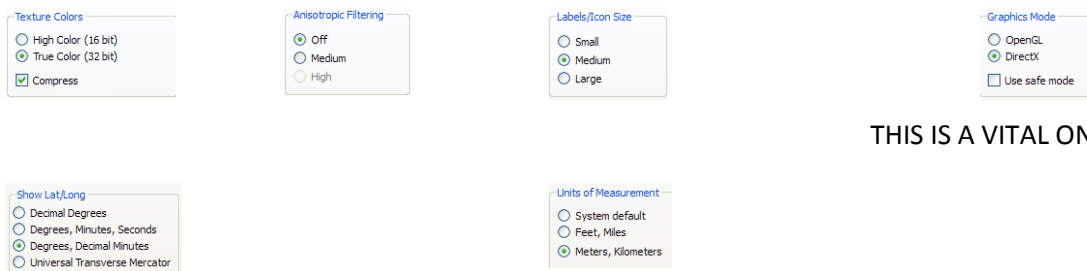 Texture Colors
High Color (16 bit)
True Color (32 bit)
Compress
Anisotropic Filtering
Off
Medium
High
Labels/Icon Size
Small
Medium
Large
Graphics Mode
OpenGL
DirectX
Use safe mode
THIS IS A VITAL ON
Show Lat/Long
Decimal Degrees
Degrees, Minutes, Seconds
Degrees, Decimal Minutes
Universal Transverse Mercator
Units of Measurement
System default
Feet, Miles
Meters, Kilometers